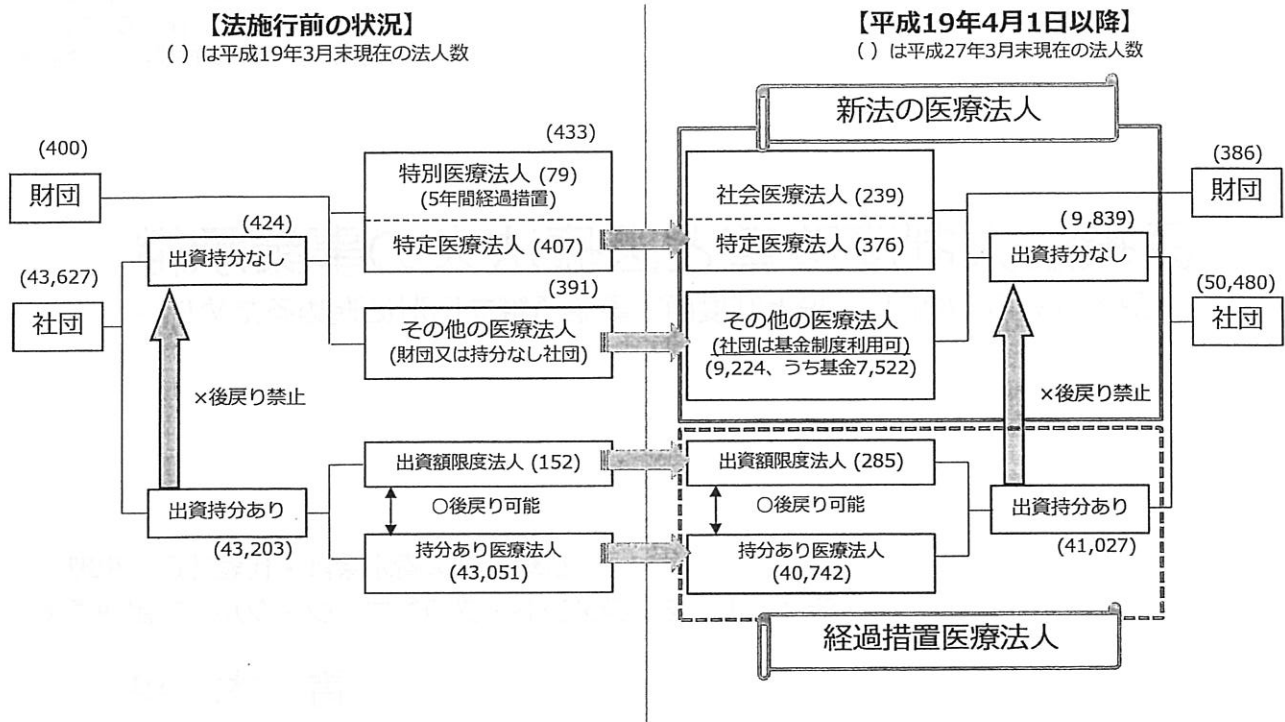 【法施行前の状況】
( ) は平成19年3月末現在の法人数
(400)
財団
(43,627)
社団
(424)
出資持分なし
×後戻り禁止
出資持分あり
(43,203)
(433)
特別医療法人 (79)
(5年間経過措置)
特定医療法人 (407)
(391)
その他の医療法人
(財団又は持分なし社団)
出資額限度法人 (152)
○後戻り可能
持分あり医療法人
(43,051)
【平成19年4月1日以降】
( ) は平成27年3月末現在の法人数
新法の医療法人
社会医療法人 (239)
特定医療法人 (376)
その他の医療法人
(社団は基金制度利用可)
(9,224、うち基金7,522)
出資額限度法人 (285)
○後戻り可能
持分あり医療法人
(40,742)
(9,839)
出資持分なし
×後戻り禁止
出資持分あり
(41,027)
(386)
財団
(50,480)
社団
経過措置医療法人